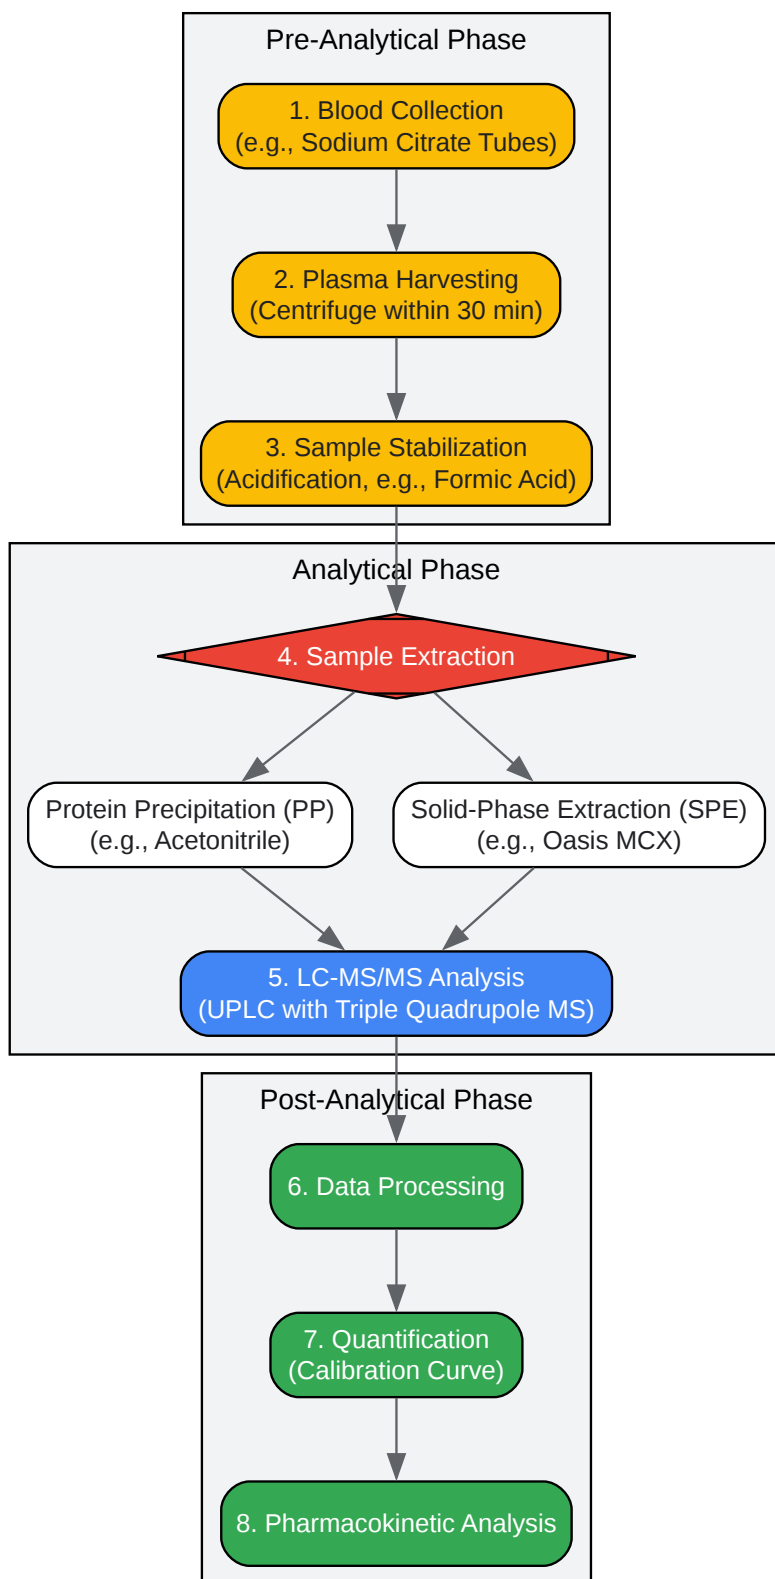 Pre-Analytical Phase
1. Blood Collection
(e.g., Sodium Citrate Tubes)
2. Plasma Harvesting
(Centrifuge within 30 min)
3. Sample Stabilization
(Acidification, e.g., Formic Acid)
Analytical Phase
4. Sample Extraction
Protein Precipitation (PP)
(e.g., Acetonitrile)
Solid-Phase Extraction (SPE)
(e.g., Oasis MCX)
5. LC-MS/MS Analysis
(UPLC with Triple Quadrupole MS)
Post-Analytical Phase
6. Data Processing
7. Quantification
(Calibration Curve)
8. Pharmacokinetic Analysis